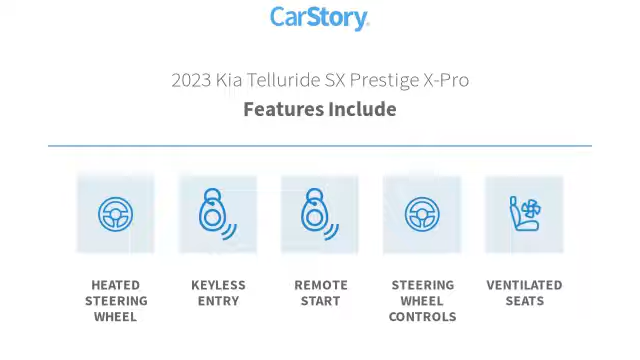 CarStory
2023 Kia Telluride SX Prestige X-Pro
Features Include
HEATED
STEERING
WHEEL
KEYLESS
ENTRY
REMOTE
START
STEERING
WHEEL
CONTROLS
VENTILATED
SEATS